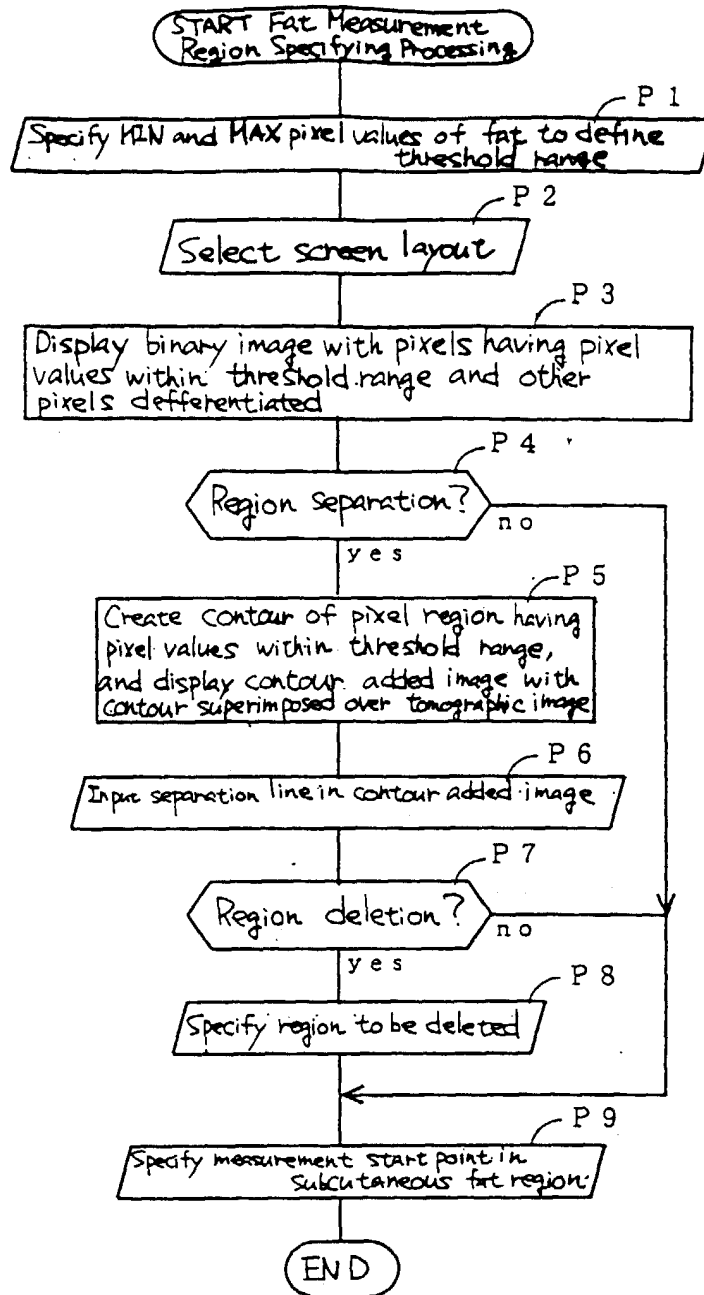 START Fat Measurement
Region Specifying Processing
P 1
Specify MIN and MAX pixel values of fat to define
threshold range
P 2
Select screen layout
P 3
Display binary image with pixels having pixel
values within threshold range and other
pixels defferentiated
P 4
Region separation?
no
yes
P 5
Create contour of pixel region having
pixel values within threshold range,
and display contour added image with
contour superimposed over tomographic image
P 6
Input separation line in contour added image
P 7
Region deletion?
no
yes
P 8
Specify region to be deleted
P 9
Specify measurement start point in
subcutaneous fat region
END